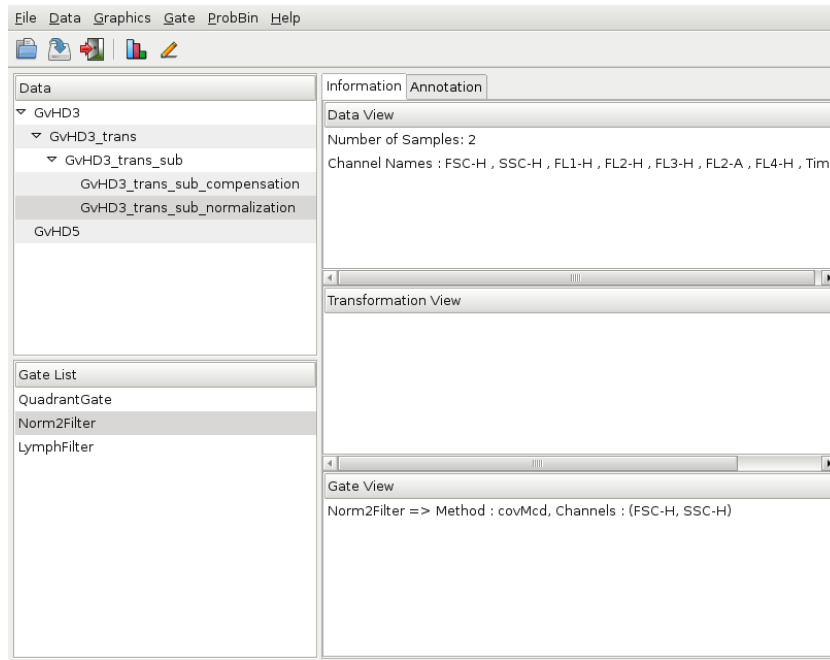 File Data Graphics Gate ProbBin Help
Data
GvHD3
GvHD3_trans
GvHD3_trans_sub
GvHD3_trans_sub_compensation
GvHD3_trans_sub_normalization
GvHD5
Gate List
QuadrantGate
Norm2Filter
LymphFilter
Information Annotation
Data View
Number of Samples: 2
Channel Names : FSC-H , SSC-H , FL1-H , FL2-H , FL3-H , FL2-A , FL4-H , Tim
Transformation View
Gate View
Norm2Filter => Method : covMcd, Channels : (FSC-H, SSC-H)